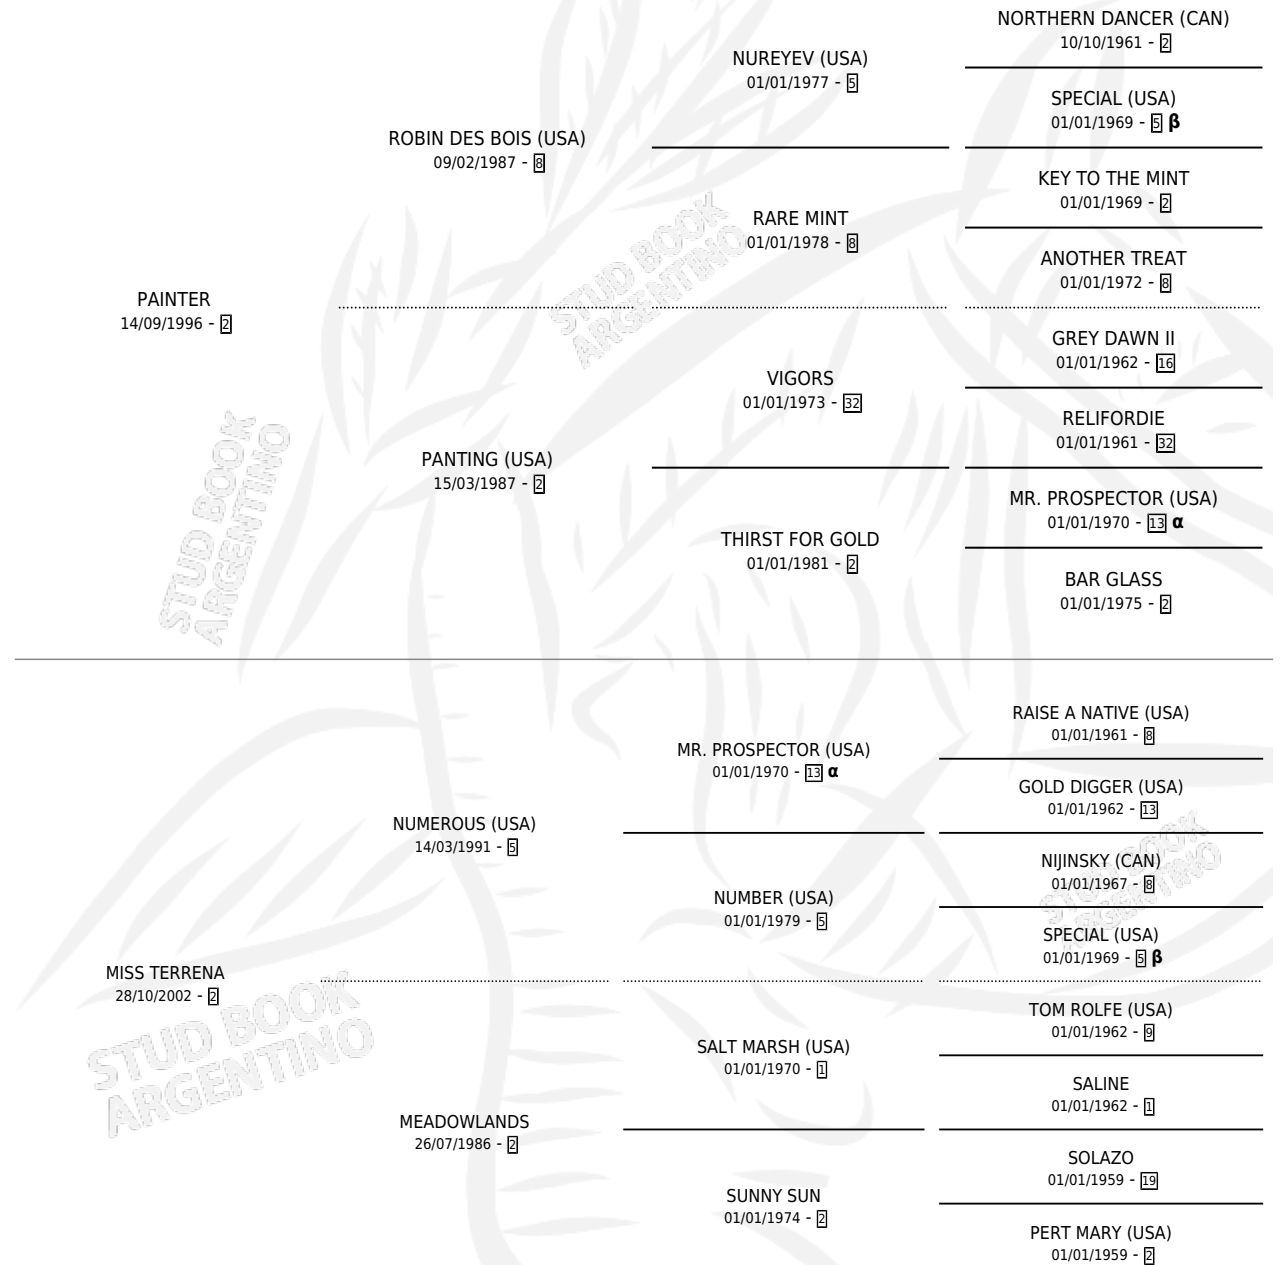 NORTHERN DANCER (CAN)
10/10/1961 - 2
NUREYEV (USA)
01/01/1977 - 5
SPECIAL (USA)
01/01/1969 - 5 β
ROBIN DES BOIS (USA)
09/02/1987 - 8
KEY TO THE MINT
01/01/1969 - 2
RARE MINT
01/01/1978 - 8
ANOTHER TREAT
01/01/1972 - 8
PAINTER
14/09/1996 - 2
GREY DAWN II
01/01/1962 - 16
VIGORS
01/01/1973 - 32
RELIFORDIE
01/01/1961 - 32
PANTING (USA)
15/03/1987 - 2
MR. PROSPECTOR (USA)
01/01/1970 - 13 α
THIRST FOR GOLD
01/01/1981 - 2
BAR GLASS
01/01/1975 - 2
RAISE A NATIVE (USA)
01/01/1961 - 8
MR. PROSPECTOR (USA)
01/01/1970 - 13 α
GOLD DIGGER (USA)
01/01/1962 - 13
NUMEROUS (USA)
14/03/1991 - 5
NIJINSKY (CAN)
01/01/1967 - 8
NUMBER (USA)
01/01/1979 - 5
SPECIAL (USA)
01/01/1969 - 5 β
MISS TERRENA
28/10/2002 - 2
TOM ROLFE (USA)
01/01/1962 - 9
SALT MARSH (USA)
01/01/1970 - 1
SALINE
01/01/1962 - 1
MEADOWLANDS
26/07/1986 - 2
SOLAZO
01/01/1959 - 19
SUNNY SUN
01/01/1974 - 2
PERT MARY (USA)
01/01/1959 - 2
STUD BOOK
ARGENTINO
STUD BOOK
ARGENTINO
STUD BOOK
ARGENTINO
STUD BOOK
ARGENTINO